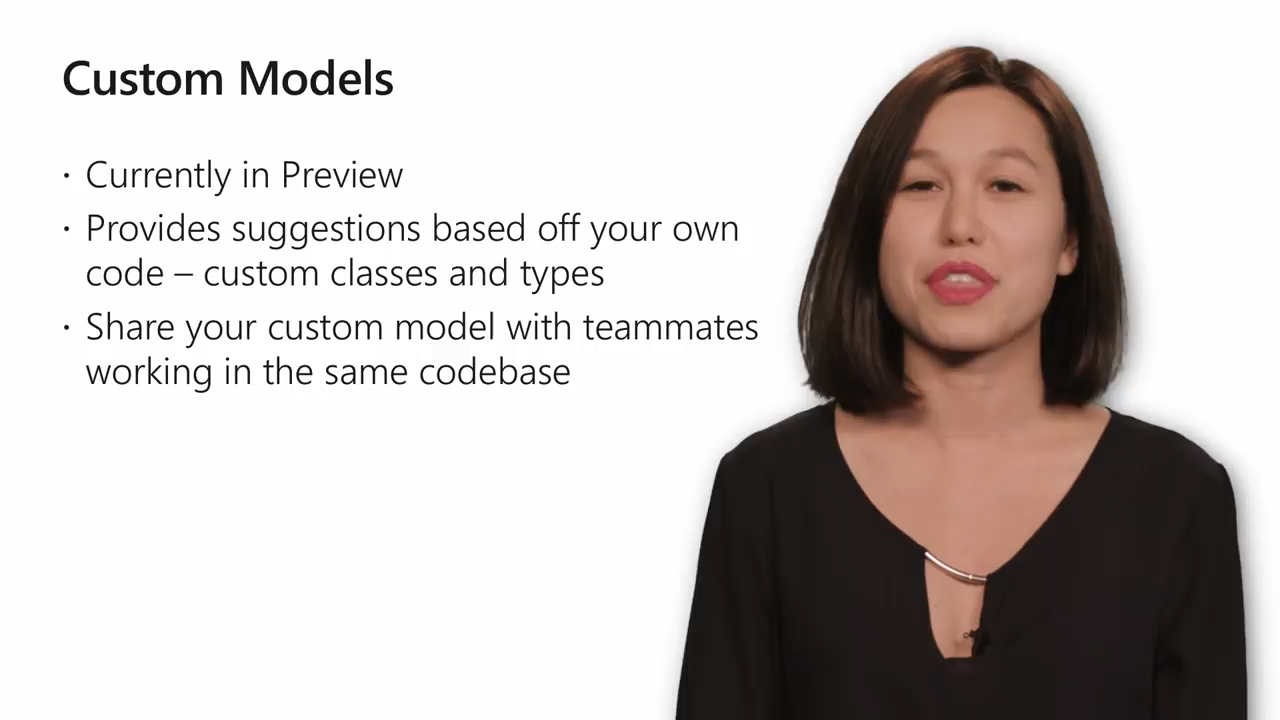 Custom Models
· Currently in Preview
· Provides suggestions based off your own
code – custom classes and types
· Share your custom model with teammates
working in the same codebase